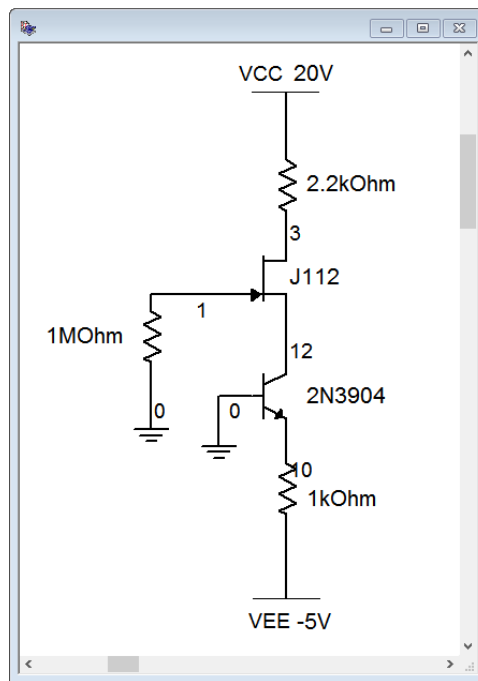 VCC 20V
2.2kOhm
3
J112
1
1MOhm
12
0
2N3904
0
10
1kOhm
VEE -5V